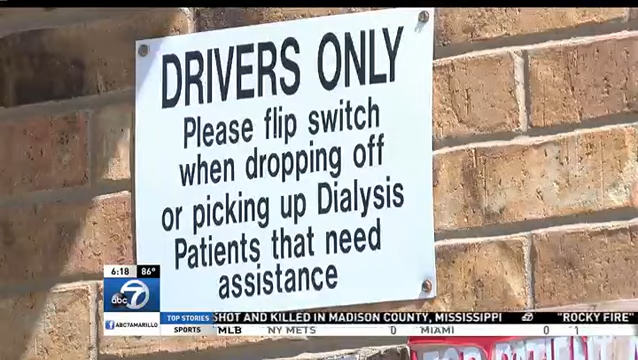 DRIVERS ONLY
Please flip switch
when dropping off
or picking up Dialysis
Patients that need
assistance
6:18 86°
abc 7
ABC7AMARILLO
TOP STORIES SHOT AND KILLED IN MADISON COUNTY, MISSISSIPPI "ROCKY FIRE"
SPORTS MLB NY METS 0 MIAMI 0 1